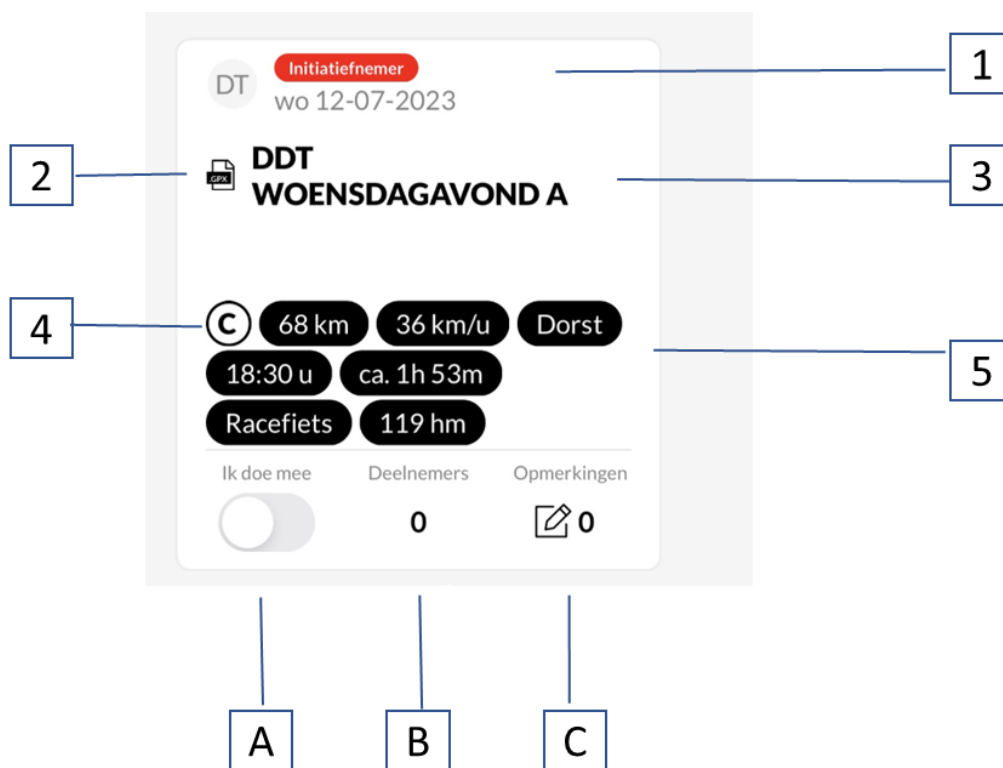 Initiatiefnemer
1
DT
wo 12-07-2023
2
GPX
DDT
WOENSDAGAVOND A
3
4
C 68 km 36 km/u Dorst
18:30 u ca. 1h 53m
5
Racefiets 119 hm
Ik doe mee Deelnemers Opmerkingen
0 0
A B C